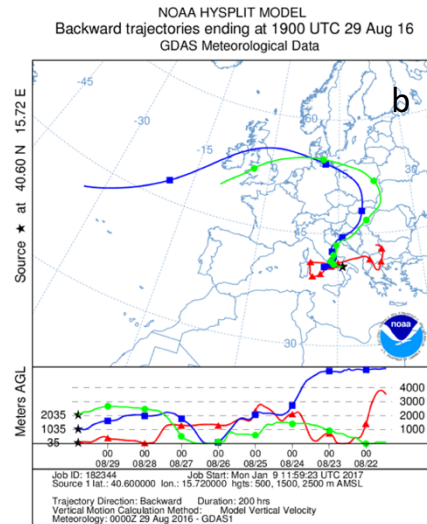 NOAA HYSPLIT MODEL
Backward trajectories ending at 1900 UTC 29 Aug 16
GDAS Meteorological Data
b
-45
-30
-15
60
45
30
Source ★ at 40.60 N 15.72 E
noaa
Meters AGL
2035
1035
35
4000
3000
2000
1000
0
00 00 00 00 00 00 00 00
08/29 08/28 08/27 08/26 08/25 08/24 08/23 08/22
Job ID: 182344 Job Start: Mon Jan 9 11:59:23 UTC 2017
Source 1 lat.: 40.600000 lon.: 15.720000 hgts: 500, 1500, 2500 m AMSL
Trajectory Direction: Backward Duration: 200 hrs
Vertical Motion Calculation Method: Model Vertical Velocity
Meteorology: 0000Z 29 Aug 2016 - GDAS1